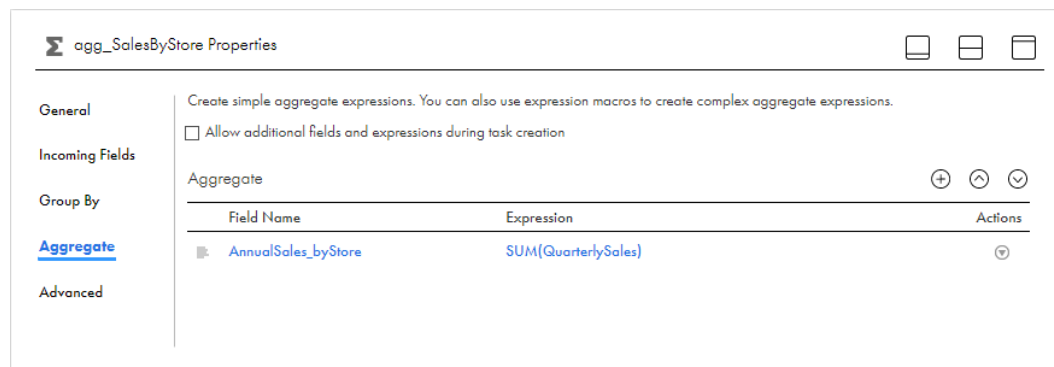 agg_SalesByStore Properties
General
Create simple aggregate expressions. You can also use expression macros to create complex aggregate expressions.
Allow additional fields and expressions during task creation
Incoming Fields
Aggregate
Group By
Field Name Expression Actions
Aggregate
AnnualSales_byStore SUM(QuarterlySales)
Advanced